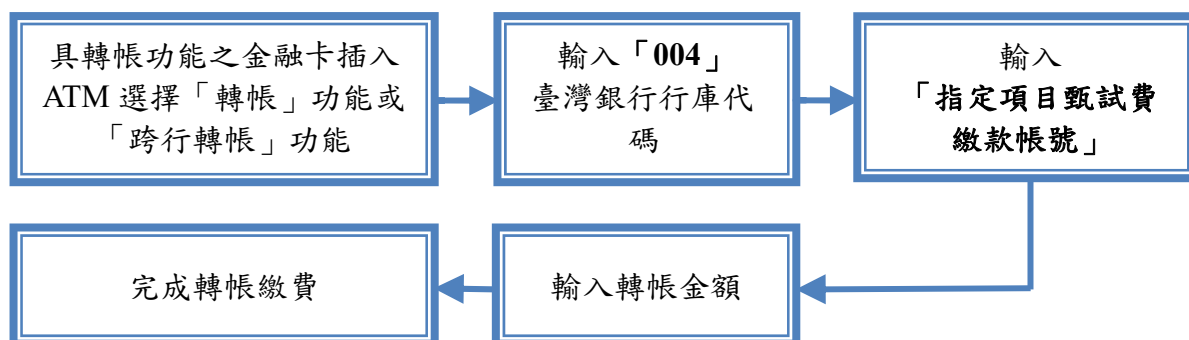 具轉帳功能之金融卡插入
ATM 選擇「轉帳」功能或
「跨行轉帳」功能
輸入「004」
臺灣銀行行庫代
碼
輸入
「指定項目甄試費
繳款帳號」
輸入轉帳金額
完成轉帳繳費